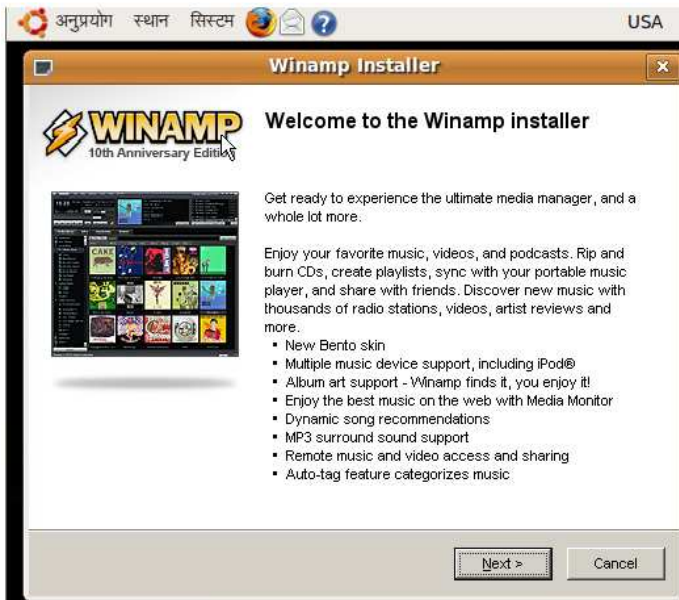 अनुप्रयोग स्थान सिस्टम USA
Winamp Installer
WINAMP
10th Anniversary Edition
Welcome to the Winamp installer
Get ready to experience the ultimate media manager, and a
whole lot more.
Enjoy your favorite music, videos, and podcasts. Rip and
burn CDs, create playlists, sync with your portable music
player, and share with friends. Discover new music with
thousands of radio stations, videos, artist reviews and
more.
▪ New Bento skin
▪ Multiple music device support, including iPod®
▪ Album art support - Winamp finds it, you enjoy it!
▪ Enjoy the best music on the web with Media Monitor
▪ Dynamic song recommendations
▪ MP3 surround sound support
▪ Remote music and video access and sharing
▪ Auto-tag feature categorizes music
CAKE
Next > Cancel